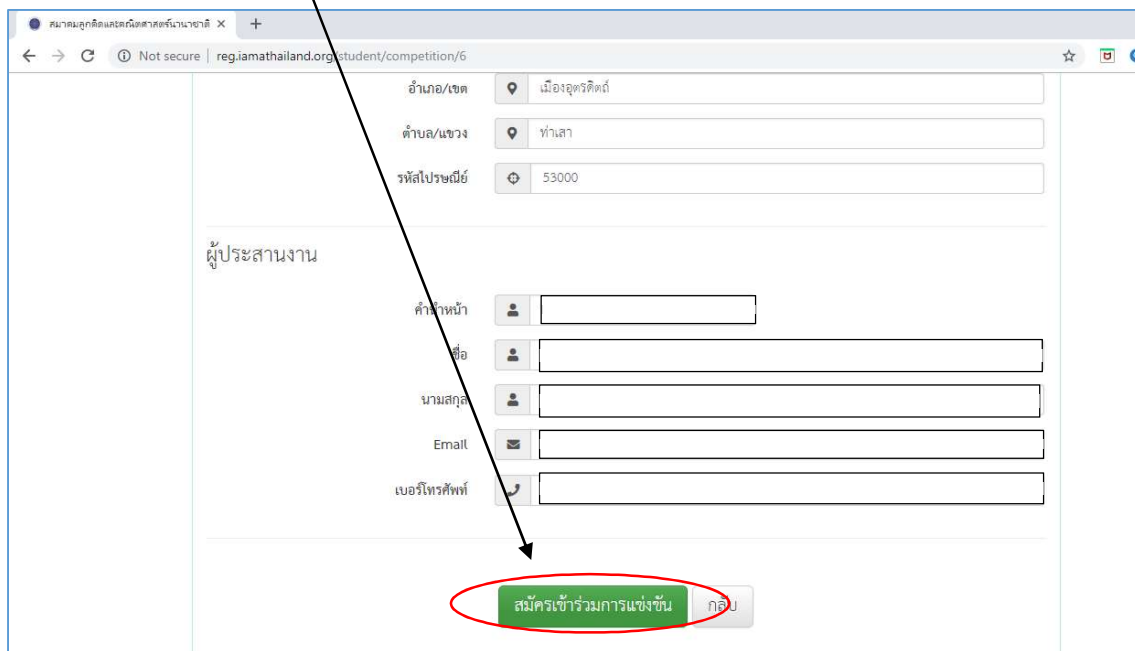 สมาคมลูกคิดและคณิตศาสตร์นานาชาติ
Not secure | reg.iamathailand.org/student/competition/6
อำเภอ/เขต เมืองอุตรดิตถ์
ตำบล/แขวง ท่าเสา
รหัสไปรษณีย์ 53000
ผู้ประสานงาน
คำนำหน้า
ชื่อ
นามสกุล
Email
เบอร์โทรศัพท์
สมัครเข้าร่วมการแข่งขัน กลับ